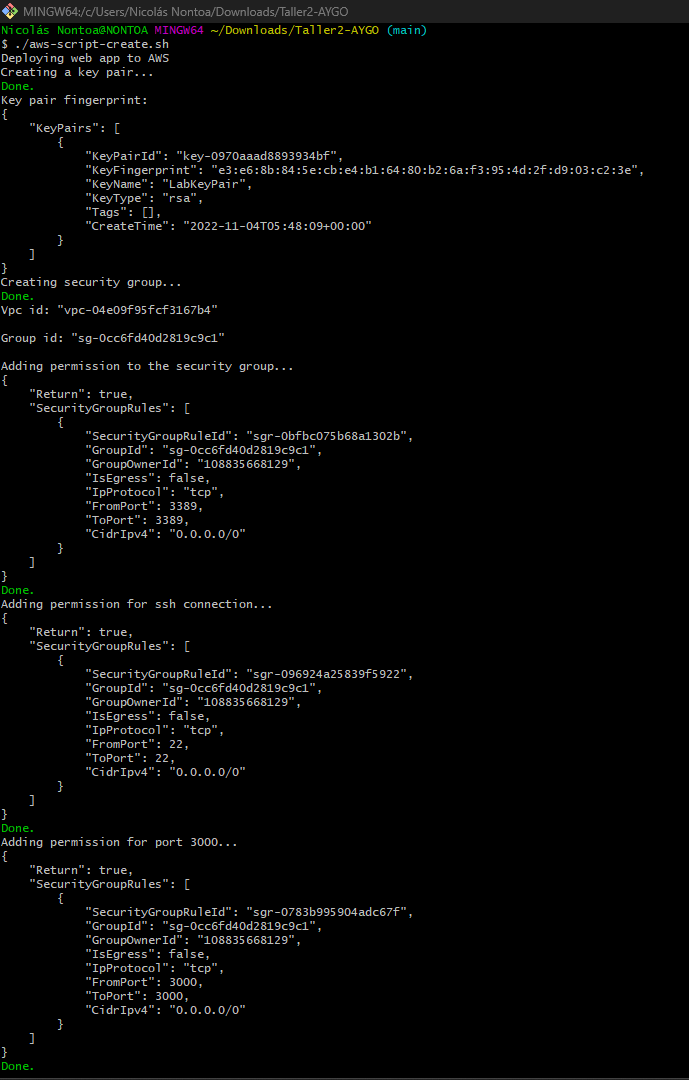 MINGW64:/c/Users/Nicolás Nontoa/Downloads/Taller2-AYGO
Nicolás Nontoa@NONTOA MINGW64 ~/Downloads/Taller2-AYGO (main)
$ ./aws-script-create.sh
Deploying web app to AWS
Creating a key pair...
Done.
Key pair fingerprint:
{
    "KeyPairs": [
        {
            "KeyPairId": "key-0970aaad8893934bf",
            "KeyFingerprint": "e3:e6:8b:84:5e:cb:e4:b1:64:80:b2:6a:f3:95:4d:2f:d9:03:c2:3e",
            "KeyName": "LabKeyPair",
            "KeyType": "rsa",
            "Tags": [],
            "CreateTime": "2022-11-04T05:48:09+00:00"
        }
    ]
}
Creating security group...
Done.
Vpc id: "vpc-04e09f95fcf3167b4"

Group id: "sg-0cc6fd40d2819c9c1"

Adding permission to the security group...
{
    "Return": true,
    "SecurityGroupRules": [
        {
            "SecurityGroupRuleId": "sgr-0bfbc075b68a1302b",
            "GroupId": "sg-0cc6fd40d2819c9c1",
            "GroupOwnerId": "108835668129",
            "IsEgress": false,
            "IpProtocol": "tcp",
            "FromPort": 3389,
            "ToPort": 3389,
            "CidrIpv4": "0.0.0.0/0"
        }
    ]
}
Done.
Adding permission for ssh connection...
{
    "Return": true,
    "SecurityGroupRules": [
        {
            "SecurityGroupRuleId": "sgr-096924a25839f5922",
            "GroupId": "sg-0cc6fd40d2819c9c1",
            "GroupOwnerId": "108835668129",
            "IsEgress": false,
            "IpProtocol": "tcp",
            "FromPort": 22,
            "ToPort": 22,
            "CidrIpv4": "0.0.0.0/0"
        }
    ]
}
Done.
Adding permission for port 3000...
{
    "Return": true,
    "SecurityGroupRules": [
        {
            "SecurityGroupRuleId": "sgr-0783b995904adc67f",
            "GroupId": "sg-0cc6fd40d2819c9c1",
            "GroupOwnerId": "108835668129",
            "IsEgress": false,
            "IpProtocol": "tcp",
            "FromPort": 3000,
            "ToPort": 3000,
            "CidrIpv4": "0.0.0.0/0"
        }
    ]
}
Done.